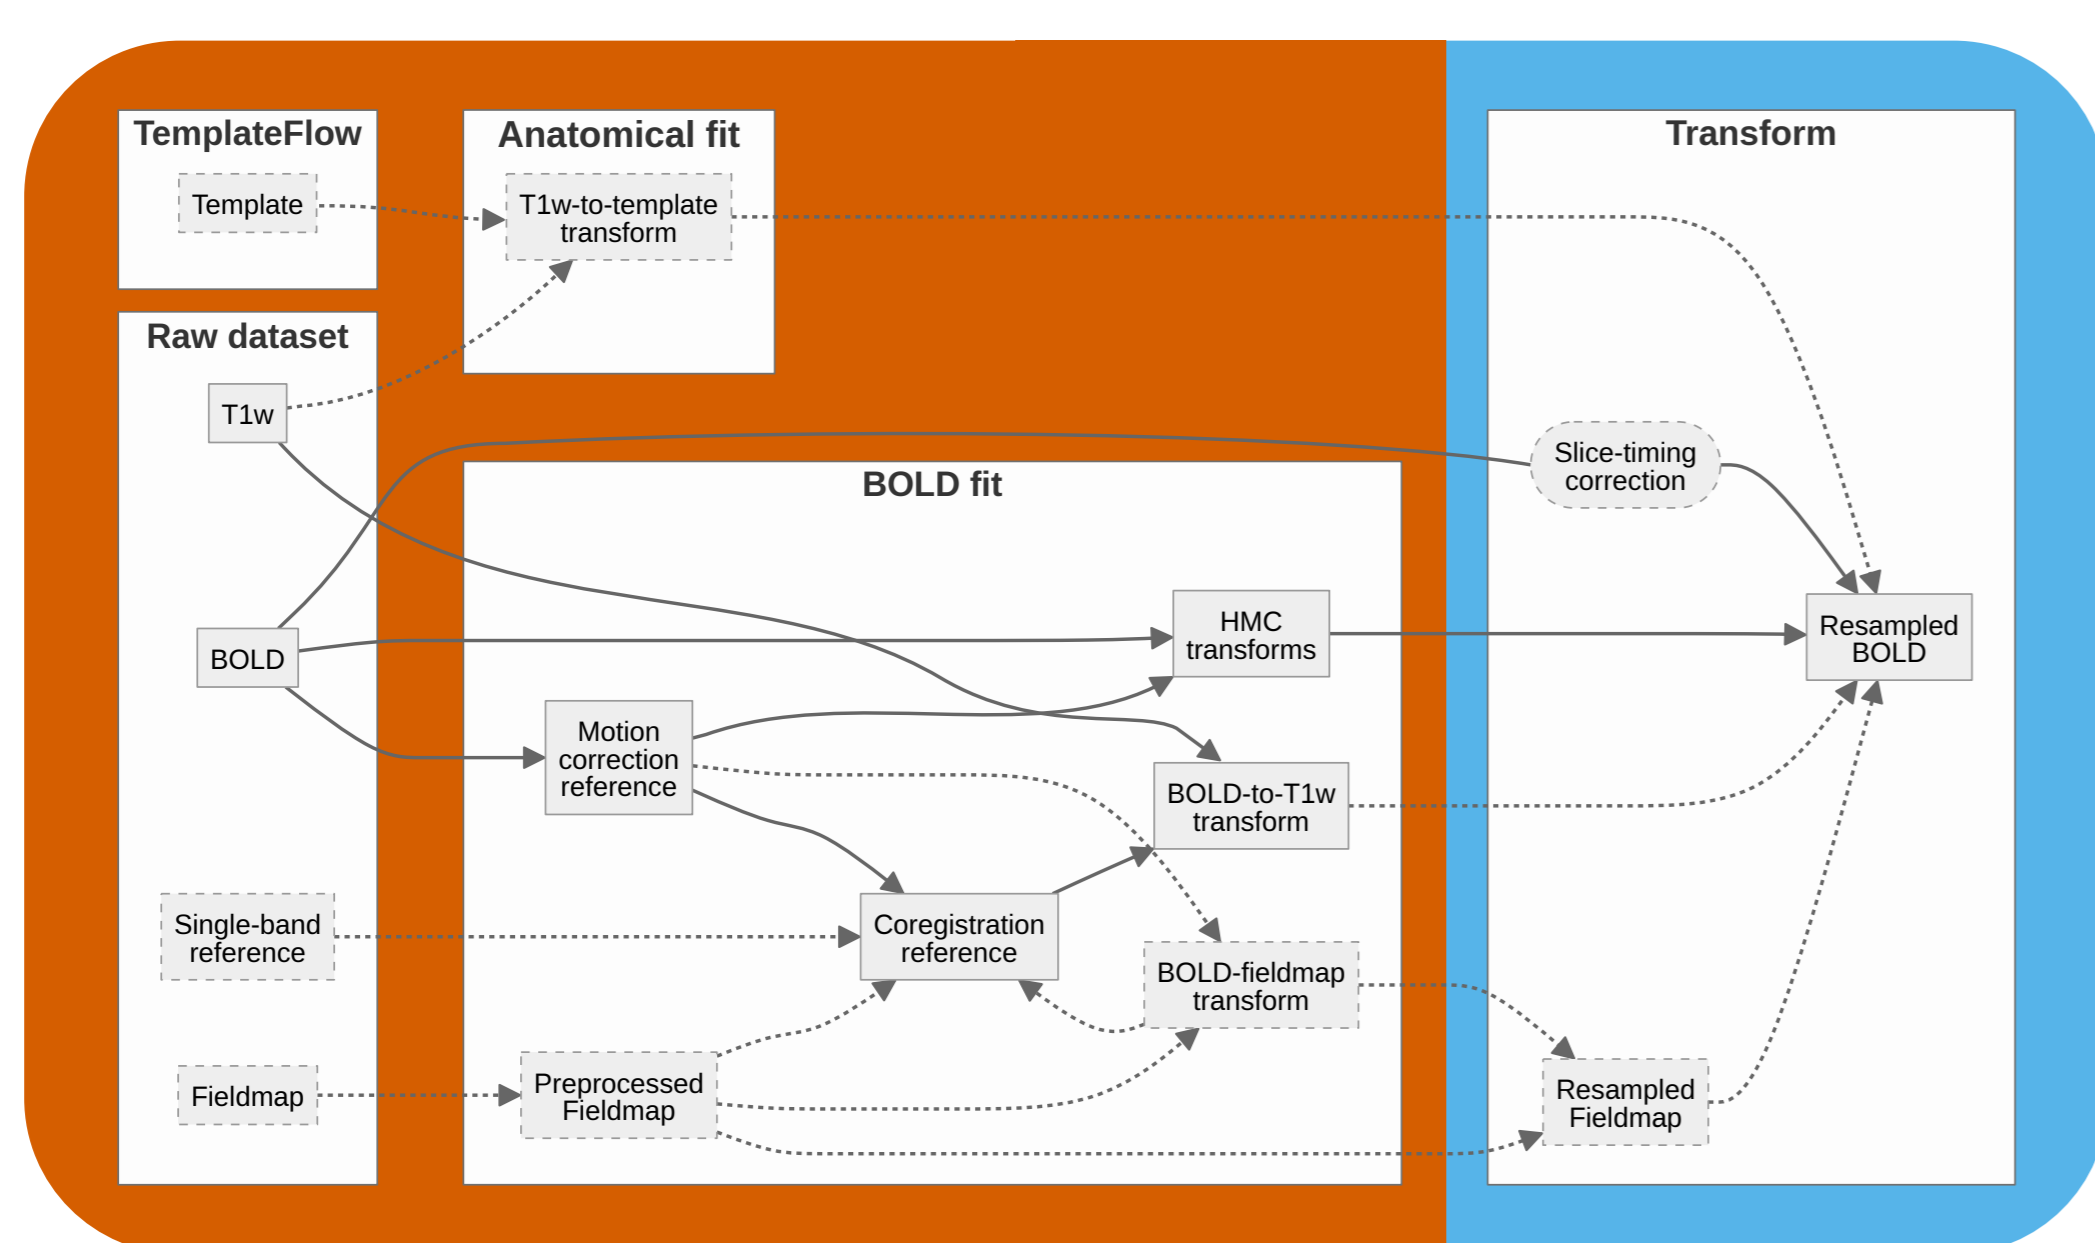 TemplateFlow
Template
Anatomical fit
T1w-to-template
transform
Raw dataset
T1w
BOLD
Single-band
reference
Fieldmap
BOLD fit
HMC
transforms
Motion
correction
reference
BOLD-to-T1w
transform
Coregistration
reference
BOLD-fieldmap
transform
Preprocessed
Fieldmap
Transform
Slice-timing
correction
Resampled
BOLD
Resampled
Fieldmap